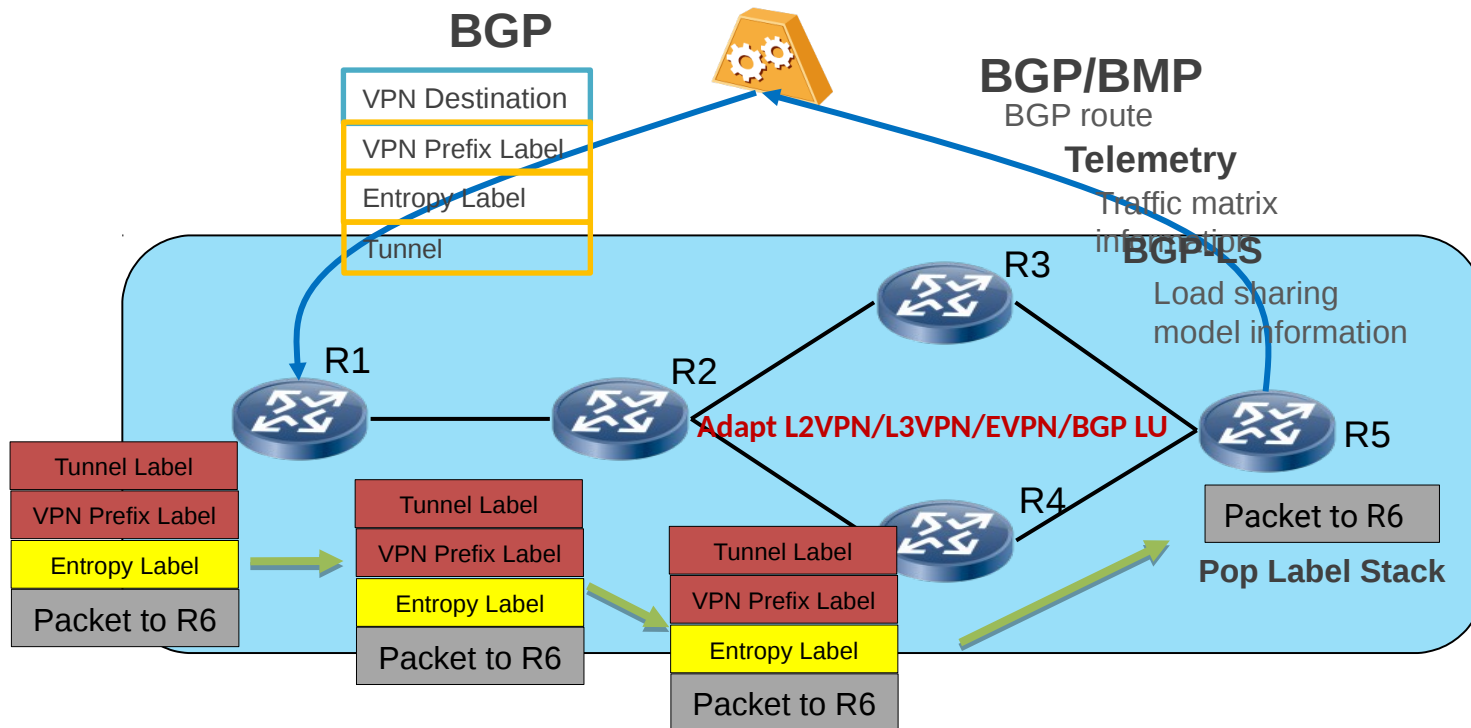 BGP
VPN Destination
VPN Prefix Label
Entropy Label
Tunnel
BGP/BMP
BGP route
Telemetry
Traffic matrix
information
BGP-LS
Load sharing
model information
R1
R2
R3
R4
R5
Adapt L2VPN/L3VPN/EVPN/BGP LU
Tunnel Label
VPN Prefix Label
Entropy Label
Packet to R6
Tunnel Label
VPN Prefix Label
Entropy Label
Packet to R6
Tunnel Label
VPN Prefix Label
Entropy Label
Packet to R6
Packet to R6
Pop Label Stack